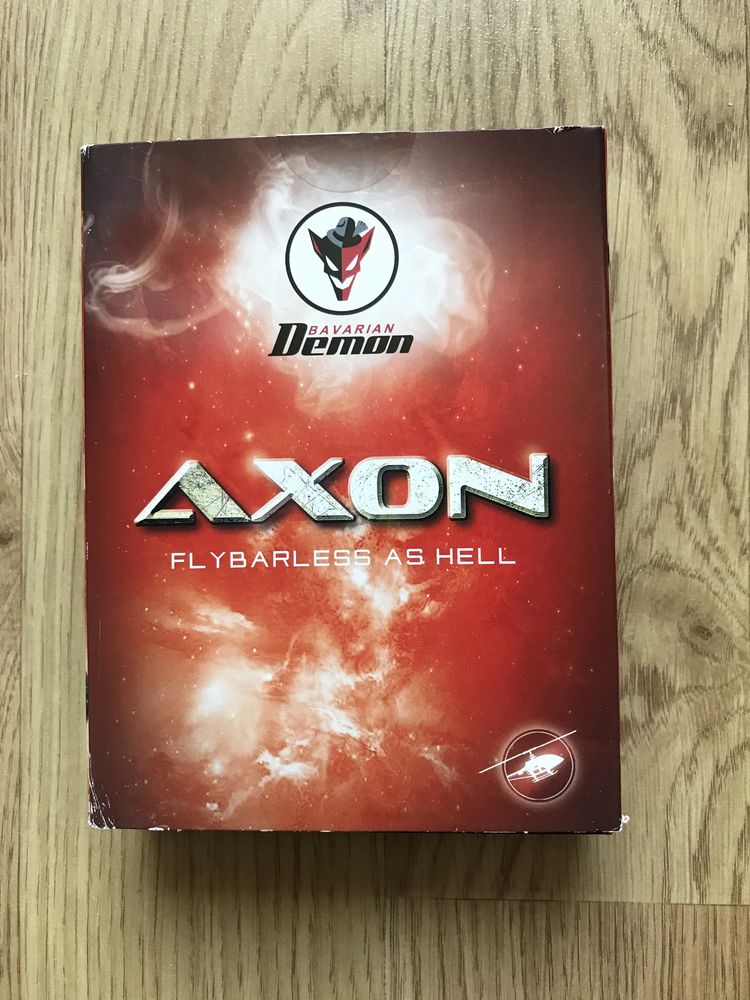 BAVARIAN
Demon
AXON
FLYBARLESS AS HELL